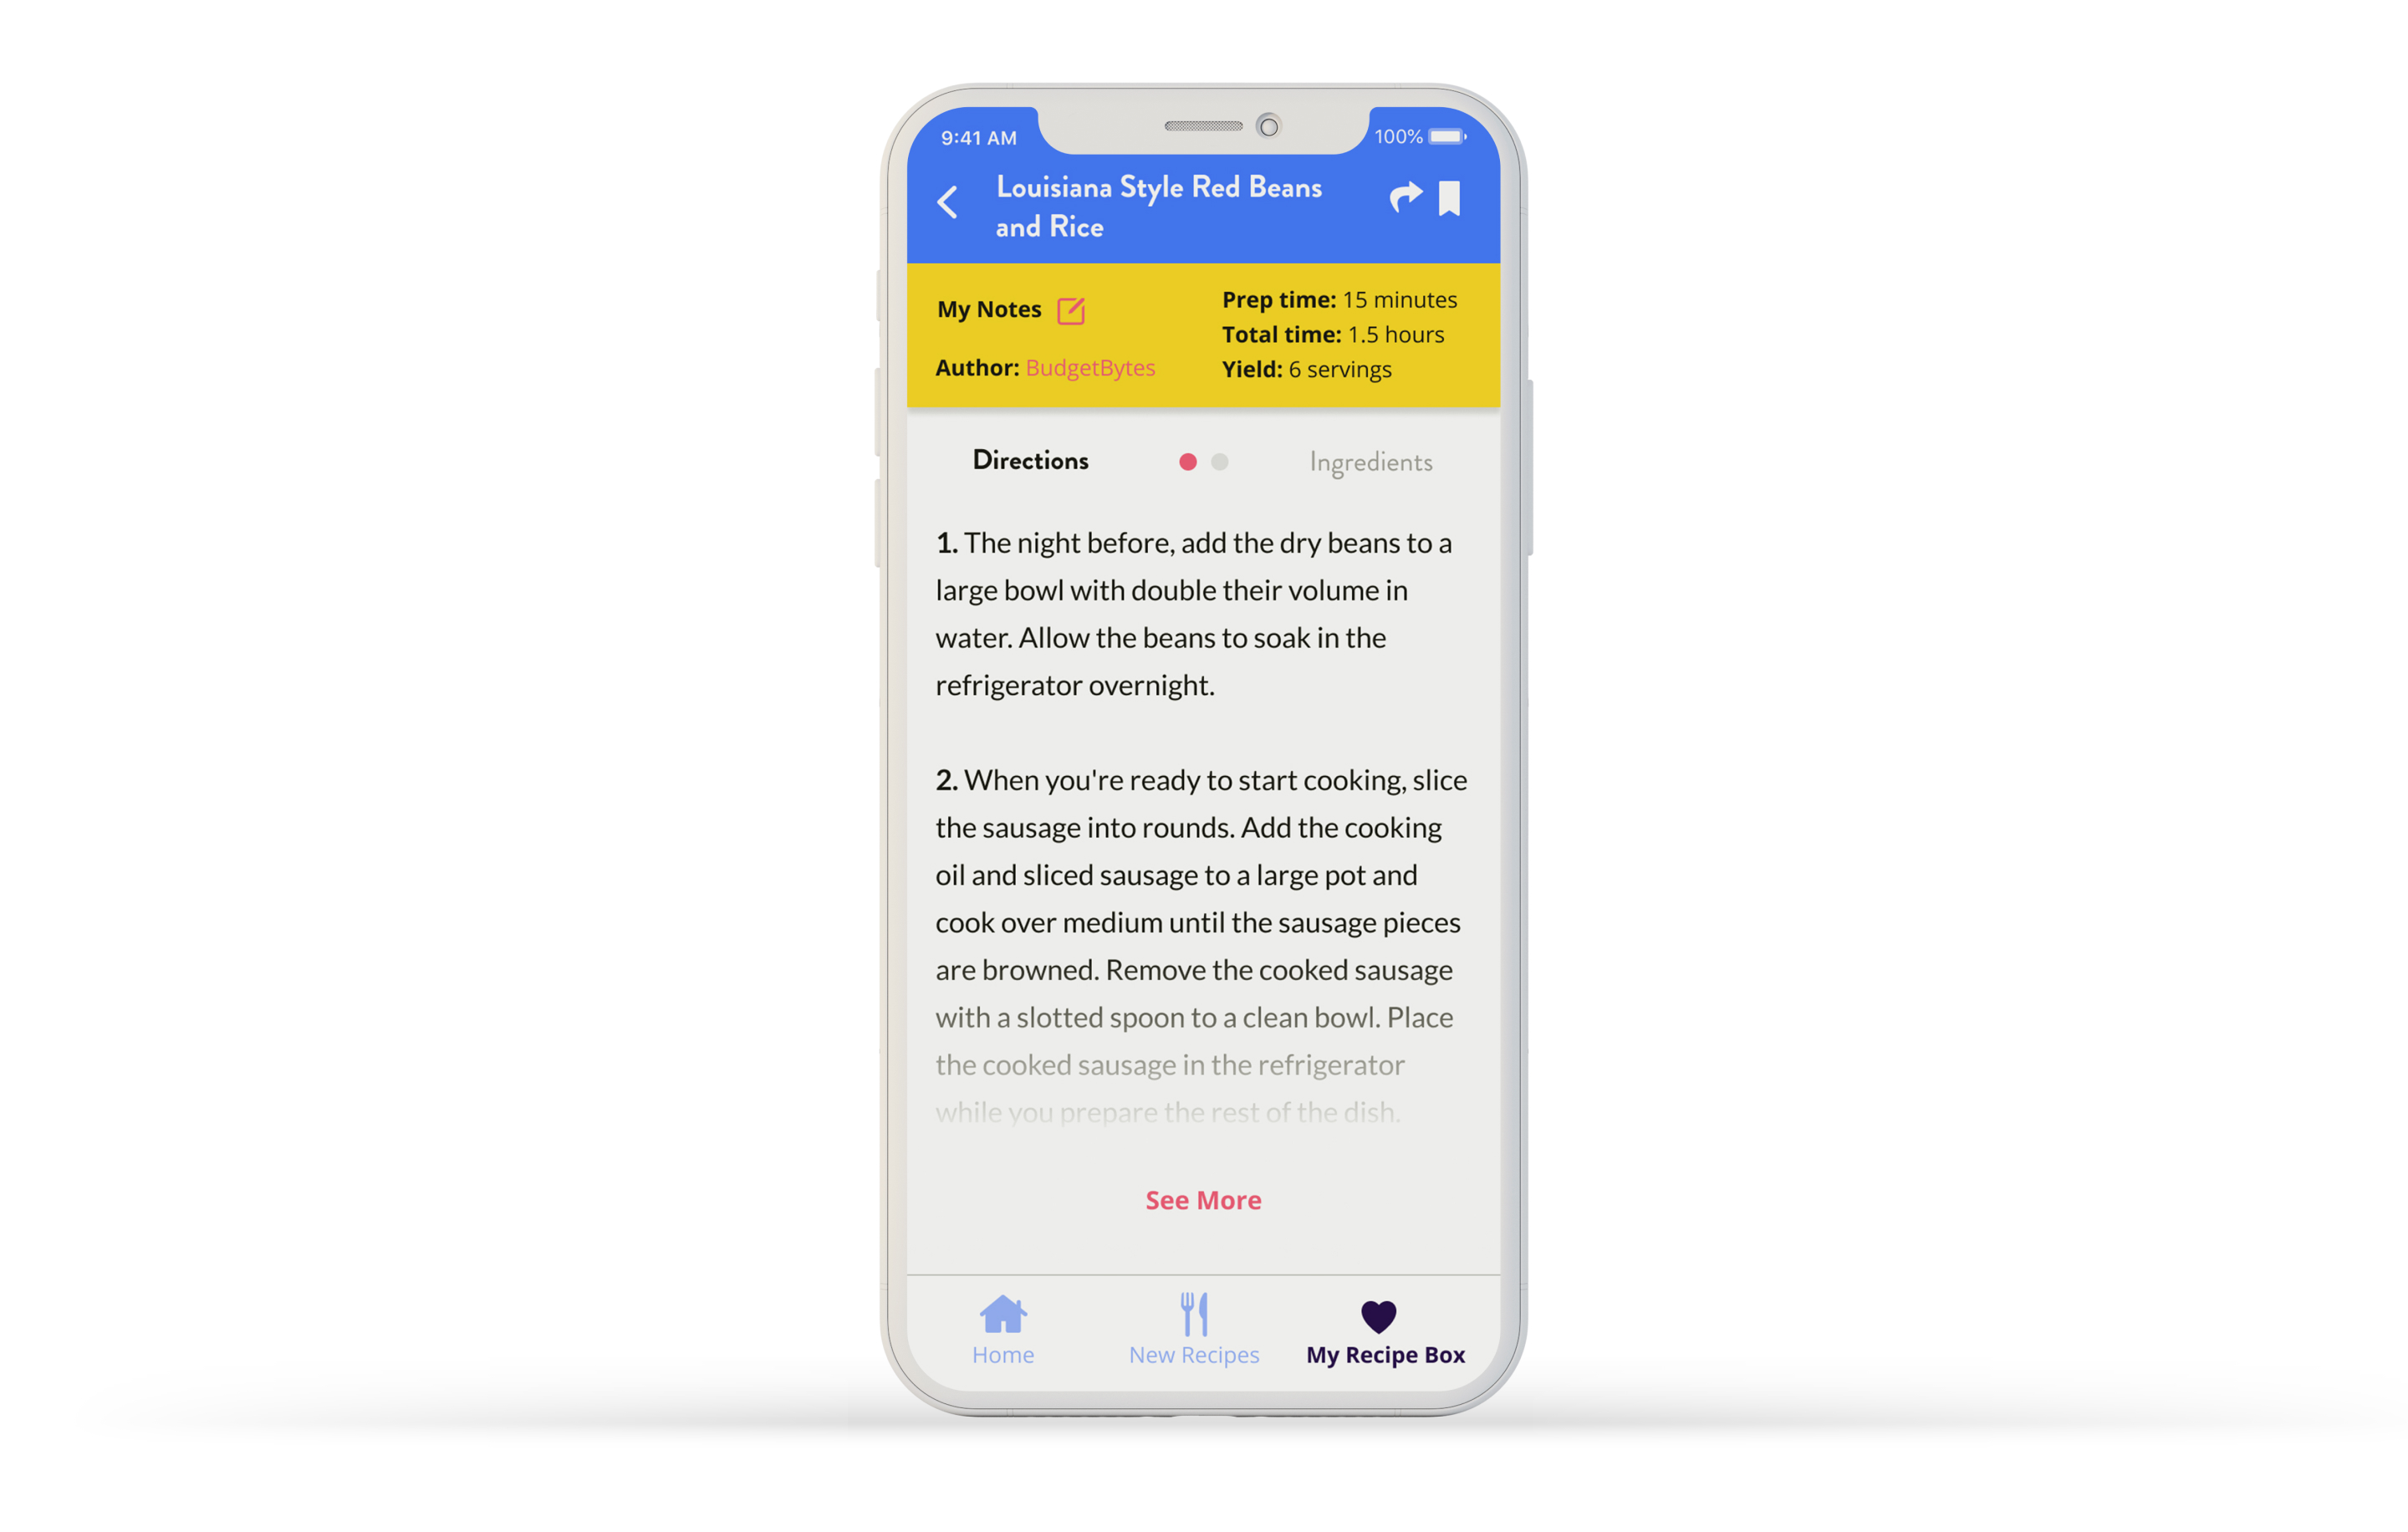 9:41 AM
100%
Louisiana Style Red Beans
and Rice
My Notes
Author: BudgetBytes
Prep time: 15 minutes
Total time: 1.5 hours
Yield: 6 servings
Directions
Ingredients
1. The night before, add the dry beans to a
large bowl with double their volume in
water. Allow the beans to soak in the
refrigerator overnight.
2. When you're ready to start cooking, slice
the sausage into rounds. Add the cooking
oil and sliced sausage to a large pot and
cook over medium until the sausage pieces
are browned. Remove the cooked sausage
with a slotted spoon to a clean bowl. Place
the cooked sausage in the refrigerator
while you prepare the rest of the dish.
See More
Home
New Recipes
My Recipe Box